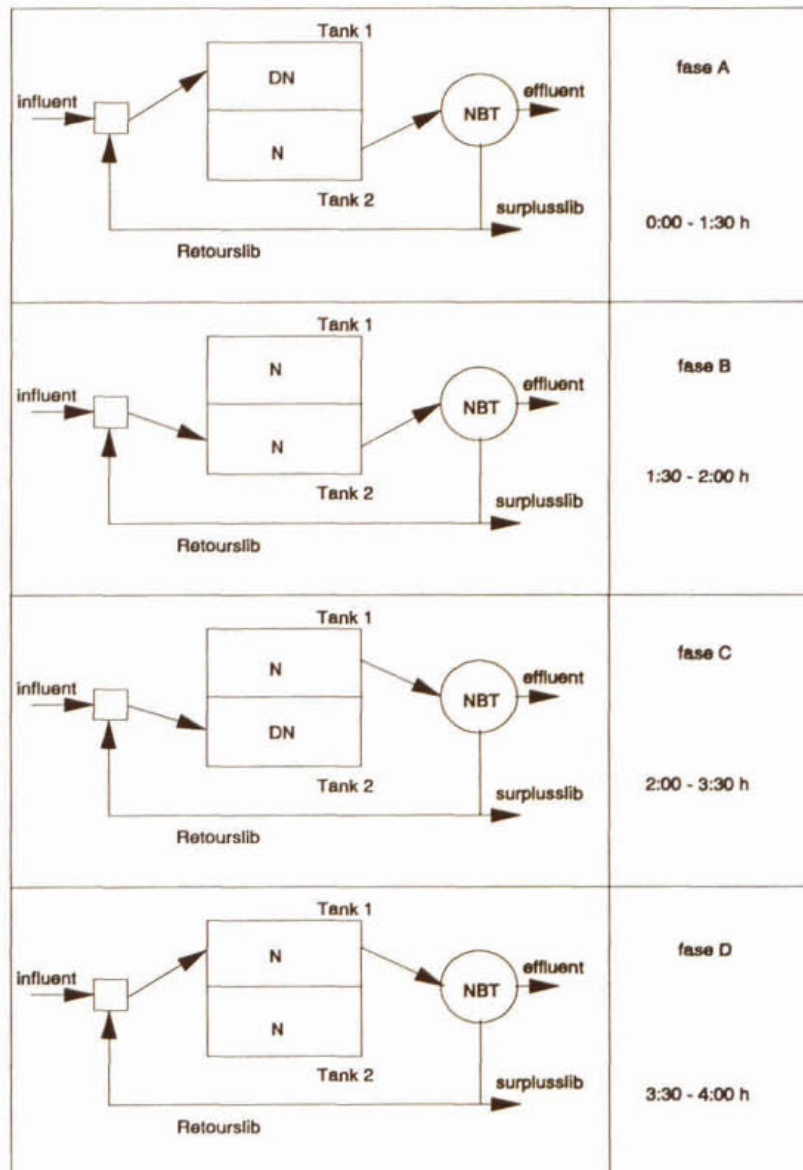 Tank 1
fase A
DN
influent
effluent
NBT
N
Tank 2
surplusslib
0:00 - 1:30 h
Retourslib
Tank 1
fase B
N
influent
effluent
NBT
N
Tank 2
surplusslib
1:30 - 2:00 h
Retourslib
Tank 1
fase C
N
influent
effluent
NBT
DN
Tank 2
surplusslib
2:00 - 3:30 h
Retourslib
Tank 1
fase D
N
influent
effluent
NBT
N
Tank 2
surplusslib
3:30 - 4:00 h
Retourslib